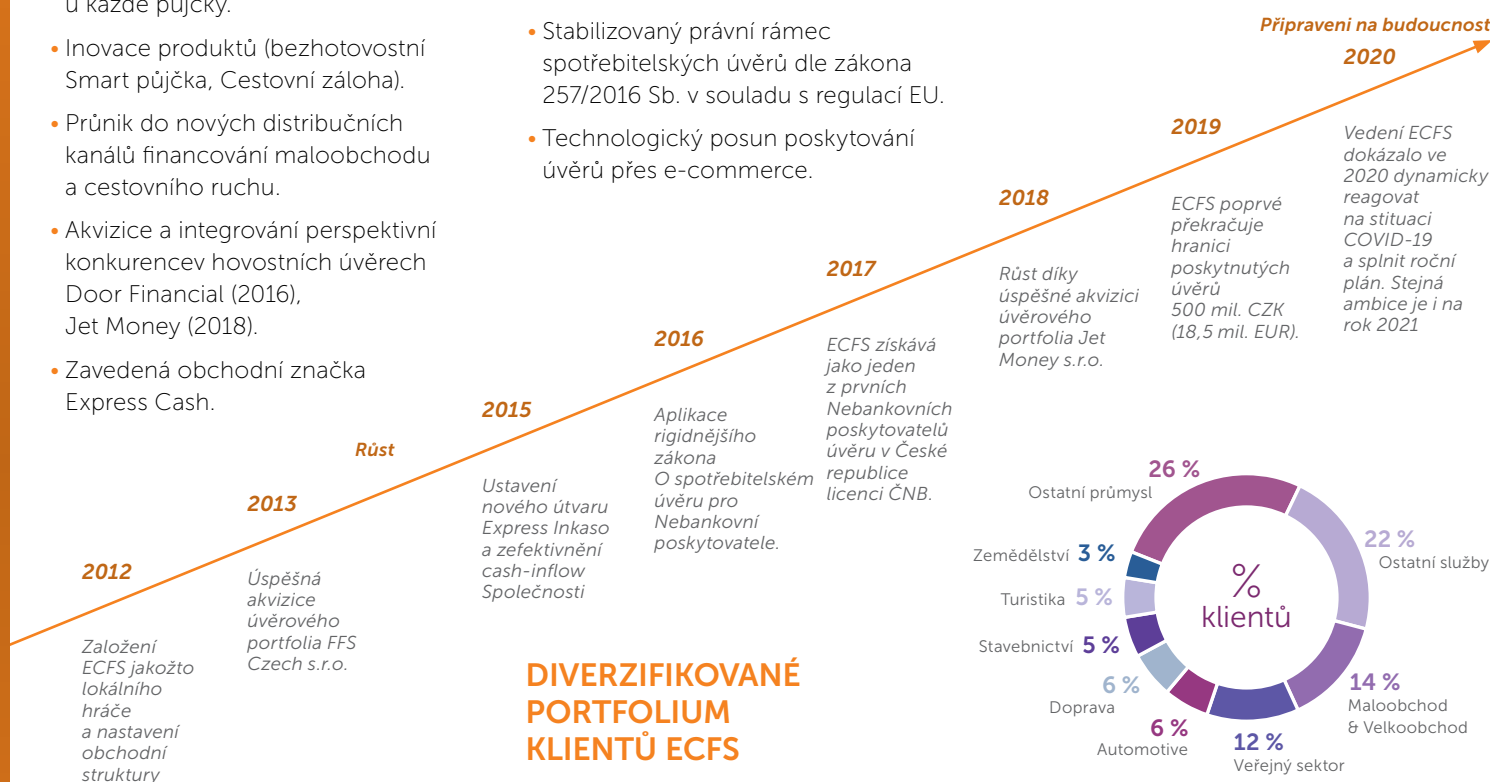 u každé půjčky.
• Inovace produktů (bezhotovostní
Smart půjčka, Cestovní záloha).
• Průnik do nových distribučních
kanálů financování maloobchodu
a cestovního ruchu.
• Akvizice a integrování perspektivní
konkurencev hovostních úvěrech
Door Financial (2016),
Jet Money (2018).
• Zavedená obchodní značka
Express Cash.
• Stabilizovaný právní rámec
spotřebitelských úvěrů dle zákona
257/2016 Sb. v souladu s regulací EU.
• Technologický posun poskytování
úvěrů přes e-commerce.
Růst
Připraveni na budoucnost
2012
Založení
ECFS jakožto
lokálního
hráče
a nastavení
obchodní
struktury
2013
Úspěšná
akvizice
úvěrového
portfolia FFS
Czech s.r.o.
2015
Ustavení
nového útvaru
Express Inkaso
a zefektivnění
cash-inflow
Společnosti
2016
Aplikace
rigidnějšího
zákona
O spotřebitelském
úvěru pro
Nebankovní
poskytovatele.
2017
ECFS získává
jako jeden
z prvních
Nebankovních
poskytovatelů
úvěru v České
republice
licenci ČNB.
2018
Růst díky
úspěšné akvizici
úvěrového
portfolia Jet
Money s.r.o.
2019
ECFS poprvé
překračuje
hranici
poskytnutých
úvěrů
500 mil. CZK
(18,5 mil. EUR).
2020
Vedení ECFS
dokázalo ve
2020 dynamicky
reagovat
na stituaci
COVID-19
a splnit roční
plán. Stejná
ambice je i na
rok 2021
DIVERZIFIKOVANÉ
PORTFOLIUM
KLIENTŮ ECFS
%
klientů
26 %
Ostatní průmysl
22 %
Ostatní služby
14 %
Maloobchod
& Velkoobchod
12 %
Veřejný sektor
6 %
Automotive
6 %
Doprava
Stavebnictví 5 %
Turistika 5 %
Zemědělství 3 %